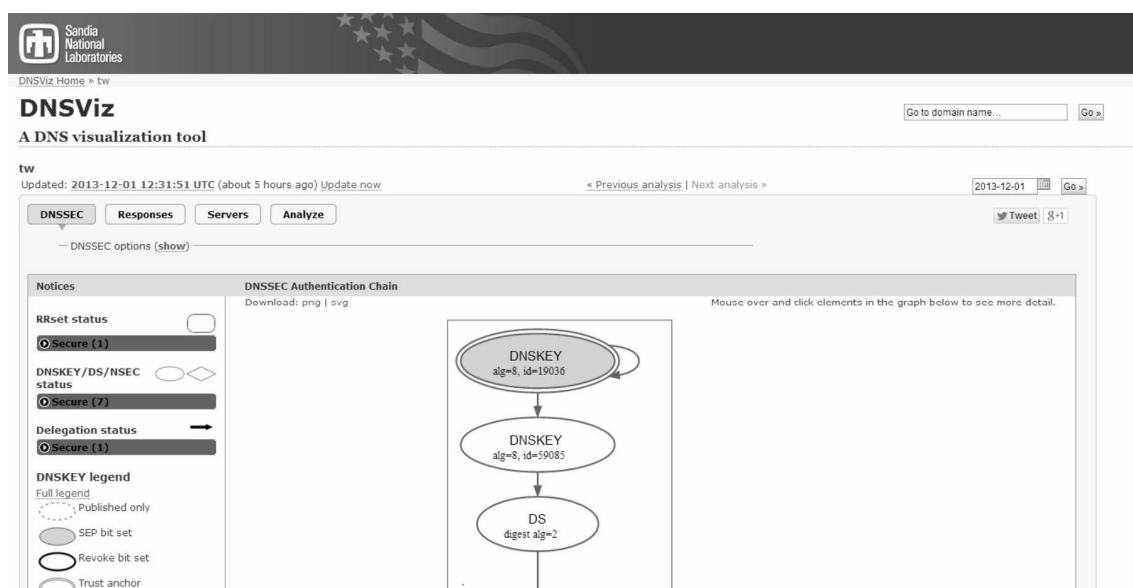 Sandia
National
Laboratories
DNSViz Home » tw
DNSViz
Go to domain name...
Go »
A DNS visualization tool
tw
Updated: 2013-12-01 12:31:51 UTC (about 5 hours ago) Update now
« Previous analysis | Next analysis »
2013-12-01
Go »
DNSSEC
Responses
Servers
Analyze
Tweet
g+1
DNSSEC options (show)
Notices
DNSSEC Authentication Chain
Download: png | svg
Mouse over and click elements in the graph below to see more detail.
RRset status
Secure (1)
DNSKEY/DS/NSEC
status
Secure (7)
Delegation status
Secure (1)
DNSKEY legend
Full legend
Published only
SEP bit set
Revoke bit set
Trust anchor
DNSKEY
alg=8, id=19036
DNSKEY
alg=8, id=59085
DS
digest alg=2